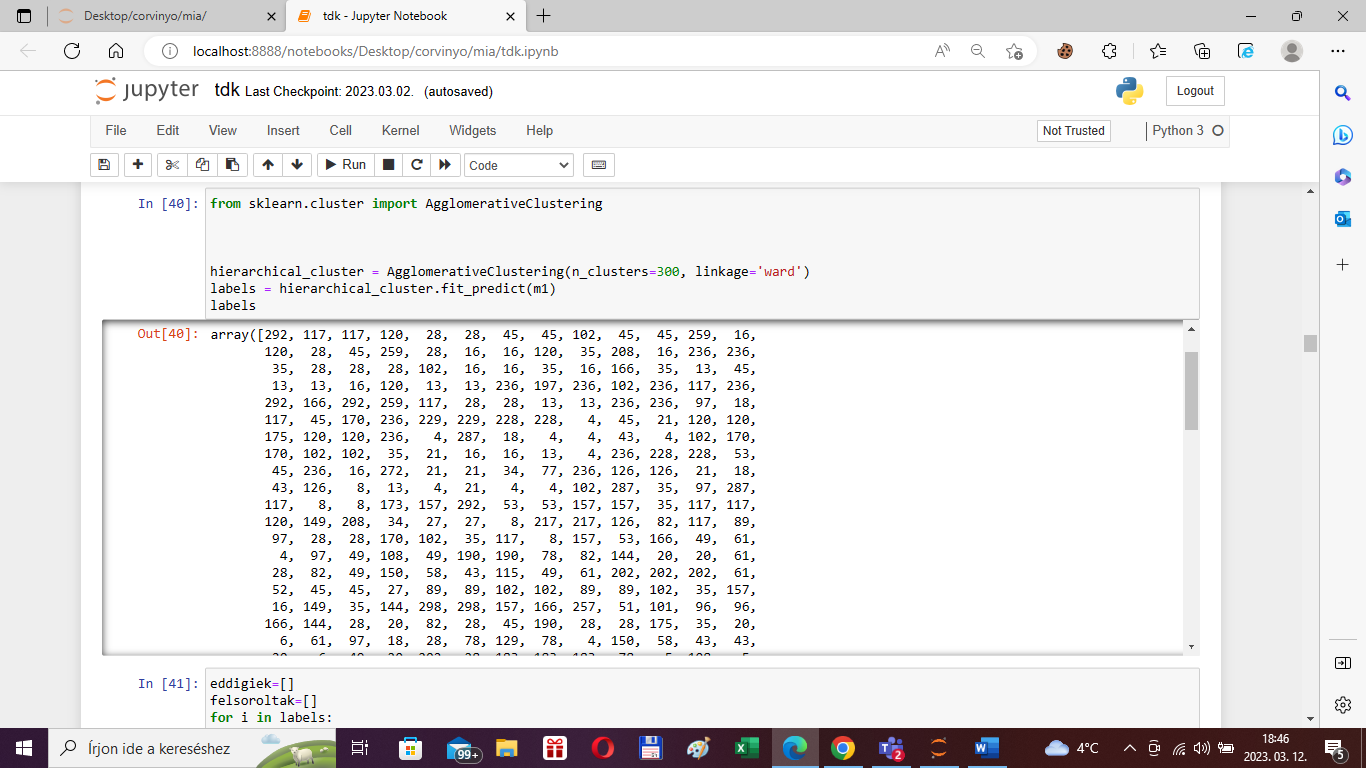 Desktop/corvinyo/mia/
tdk - Jupyter Notebook
localhost:8888/notebooks/Desktop/corvinyo/mia/tdk.ipynb
jupyter tdk Last Checkpoint: 2023.03.02. (autosaved)
Logout
File Edit View Insert Cell Kernel Widgets Help
Not Trusted
Python 3
Run
Code
In [40]: from sklearn.cluster import AgglomerativeClustering
hierarchical_cluster = AgglomerativeClustering(n_clusters=300, linkage='ward')
labels = hierarchical_cluster.fit_predict(m1)
labels
Out[40]: array([292, 117, 117, 120, 28, 28, 45, 45, 102, 45, 45, 259, 16,
120, 28, 45, 259, 28, 16, 16, 120, 35, 208, 16, 236, 236,
35, 28, 28, 28, 102, 16, 16, 35, 16, 166, 35, 13, 45,
13, 13, 16, 120, 13, 13, 236, 197, 236, 102, 236, 117, 236,
292, 166, 292, 259, 117, 28, 28, 13, 13, 236, 236, 97, 18,
117, 45, 170, 236, 229, 229, 228, 228, 4, 45, 21, 120, 120,
175, 120, 120, 236, 4, 287, 18, 4, 4, 43, 4, 102, 170,
170, 102, 102, 35, 21, 16, 16, 13, 4, 236, 228, 228, 53,
45, 236, 16, 272, 21, 21, 34, 77, 236, 126, 126, 21, 18,
43, 126, 8, 13, 4, 21, 4, 4, 102, 287, 35, 97, 287,
117, 8, 8, 173, 157, 292, 53, 53, 157, 157, 35, 117, 117,
120, 149, 208, 34, 27, 27, 8, 217, 217, 126, 82, 117, 89,
97, 28, 28, 170, 102, 35, 117, 8, 157, 53, 166, 49, 61,
4, 97, 49, 108, 49, 190, 190, 78, 82, 144, 20, 20, 61,
28, 82, 49, 150, 58, 43, 115, 49, 61, 202, 202, 202, 61,
52, 45, 45, 27, 89, 89, 102, 102, 89, 89, 102, 35, 157,
16, 149, 35, 144, 298, 298, 157, 166, 257, 51, 101, 96, 96,
166, 144, 28, 20, 82, 28, 45, 190, 28, 28, 175, 35, 20,
6, 61, 97, 18, 28, 78, 129, 78, 4, 150, 58, 43, 43,
In [41]: eddigiek=[]
felsoroltak=[]
for i in labels:
Írjon ide a kereséshez
99+
2
4°C
18:46
2023. 03. 12.
5